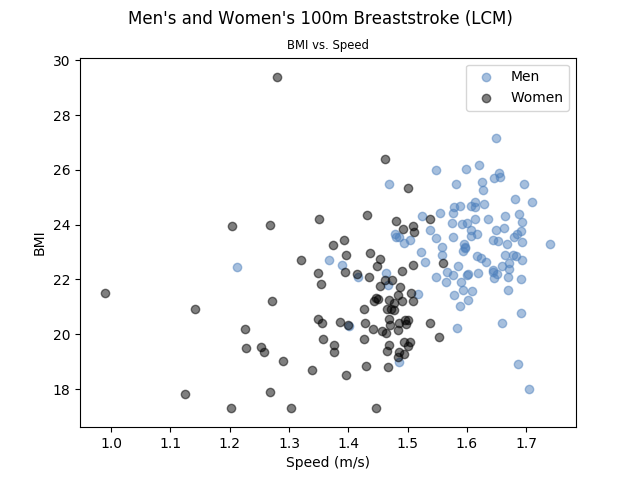 Men's and Women's 100m Breaststroke (LCM)
BMI vs. Speed
Men
Women
BMI
30
28
26
24
22
20
18
1.0 1.1 1.2 1.3 1.4 1.5 1.6 1.7
Speed (m/s)